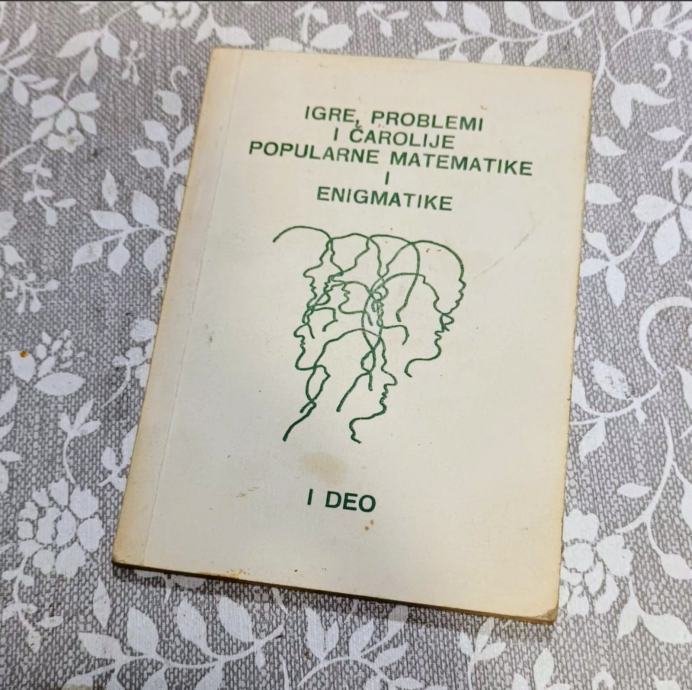 IGRE, PROBLEMI
I ČAROLIJE
POPULARNE MATEMATIKE
I
ENIGMATIKE
I DEO